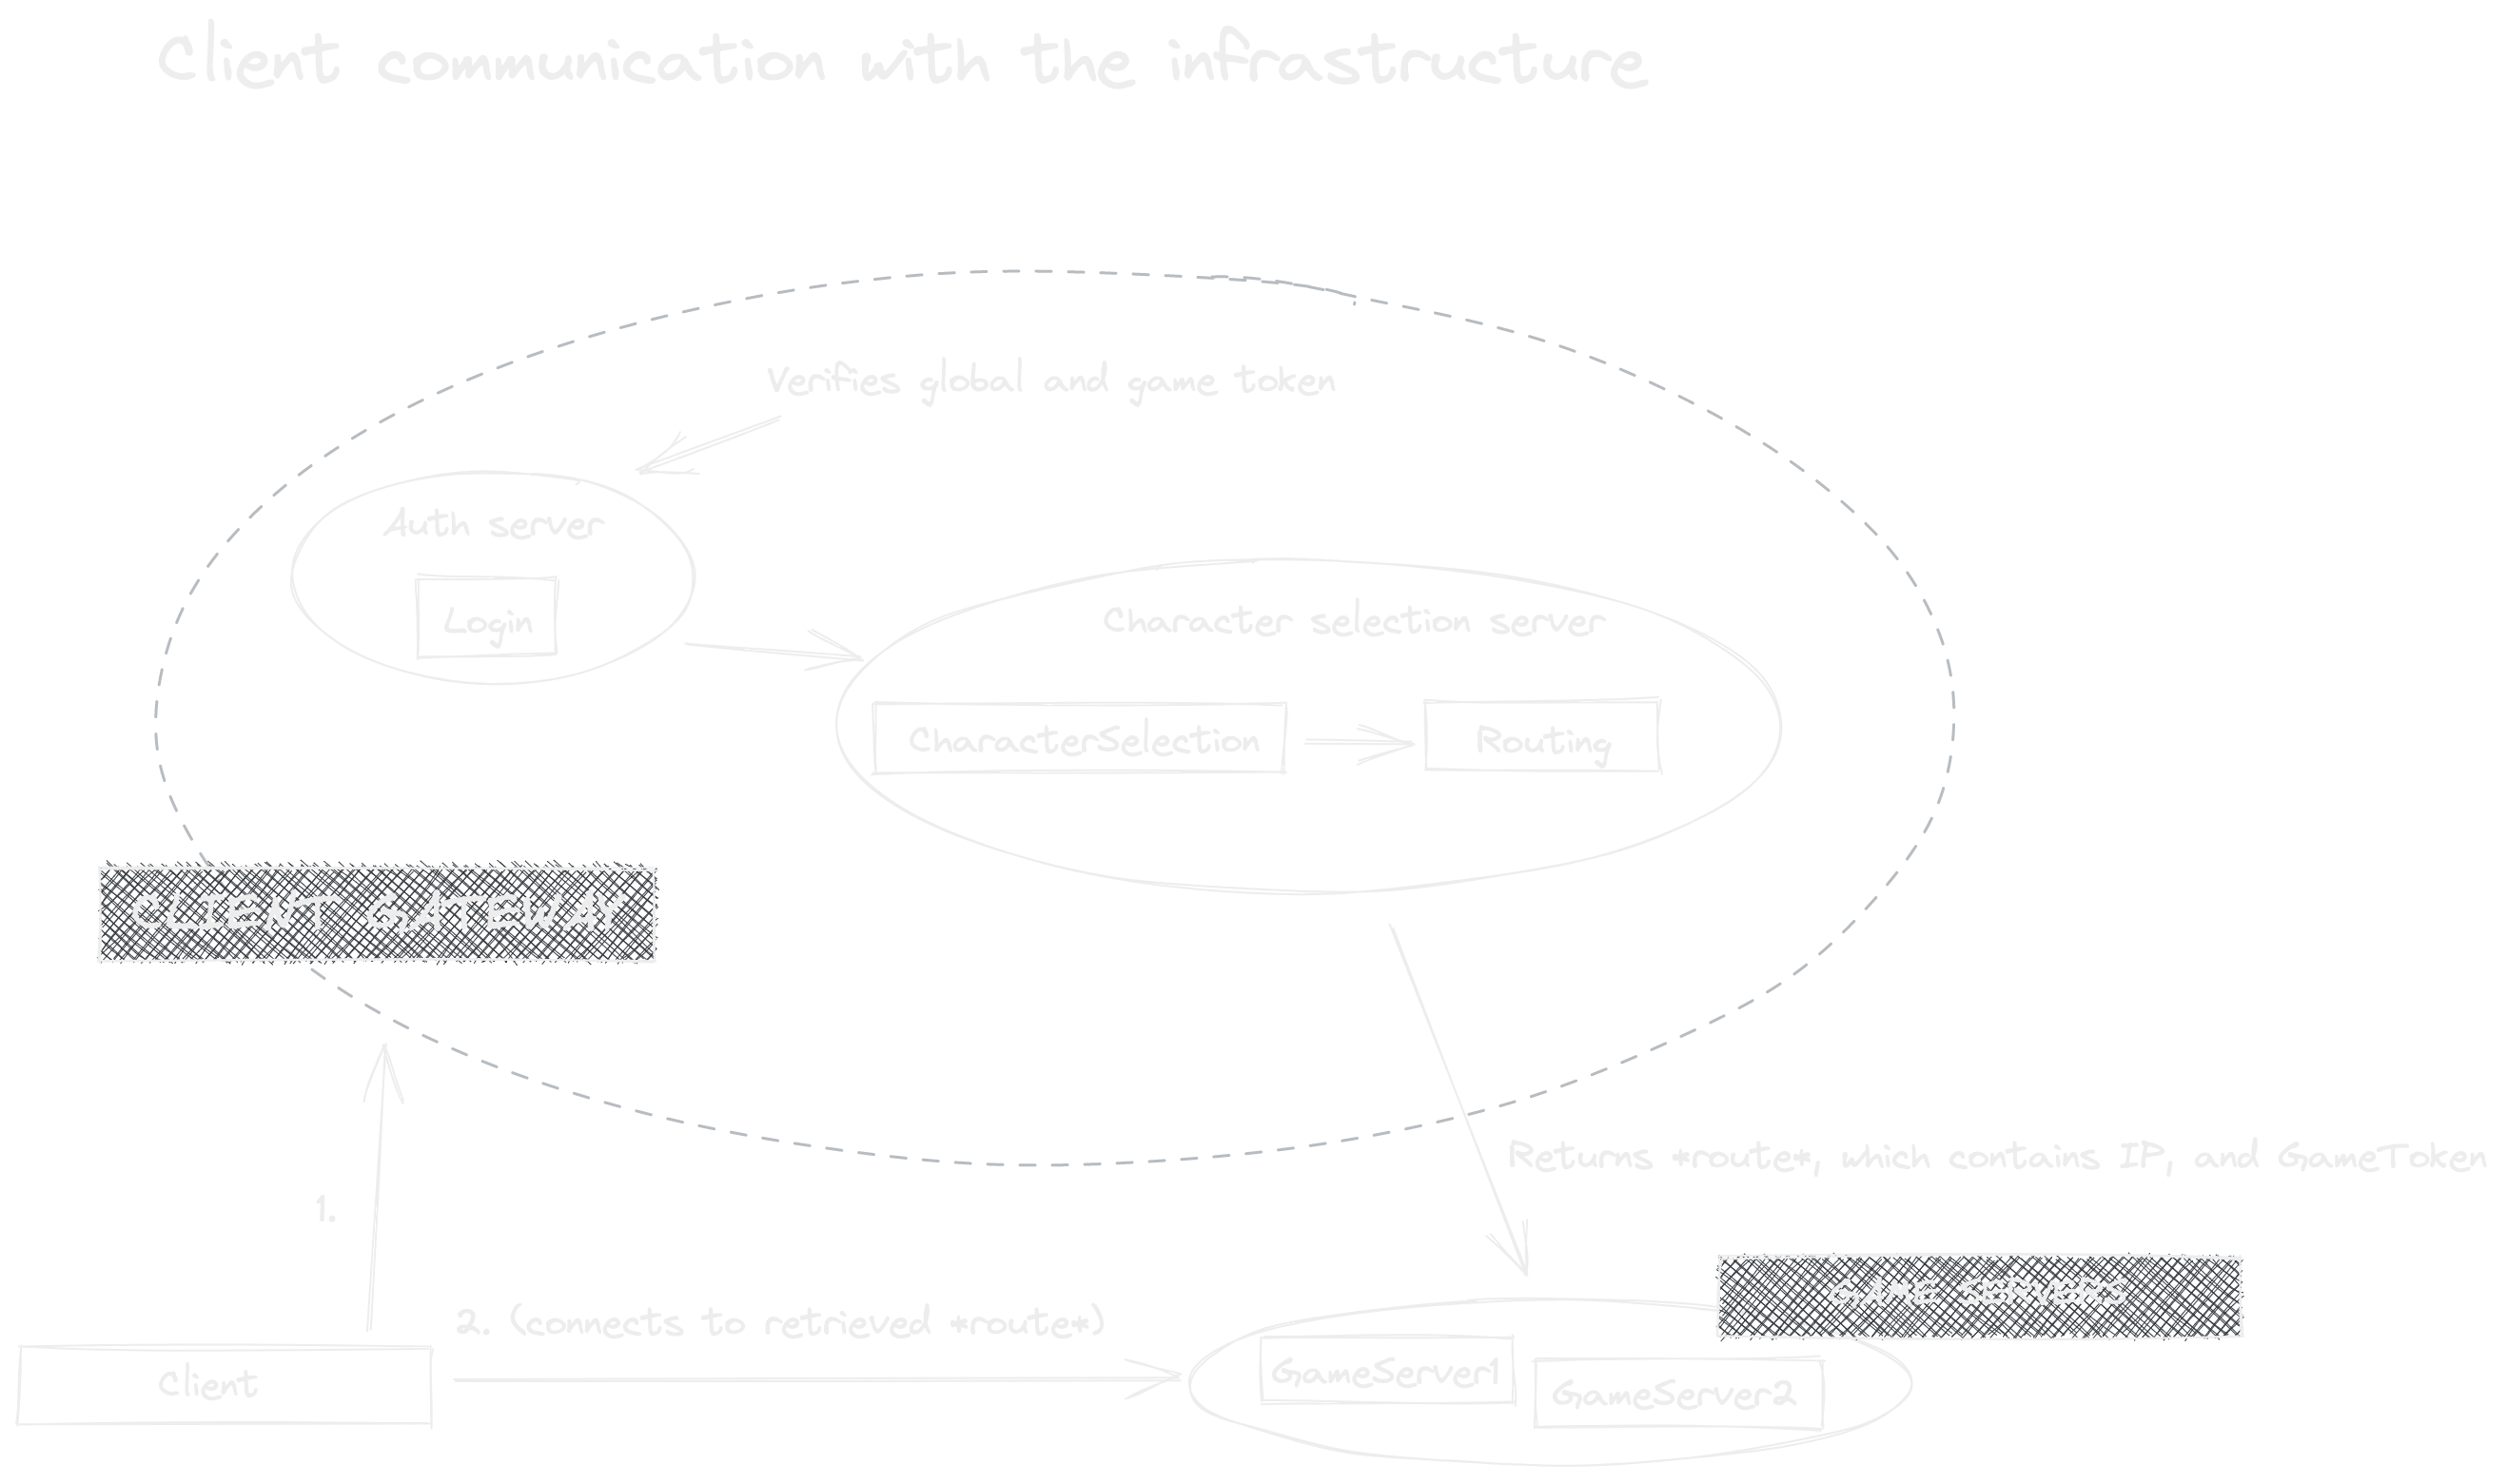 Client communication with the infrastructure
Verifies global and game token
Auth server
Login
Character selection server
CharacterSelection
Routing
CLIENT GATEWAY
Returns *route*, which contains IP, and GameToken
1.
GAME SERVERS
2. (connects to retrieved *route*)
Client
GameServer1
GameServer2